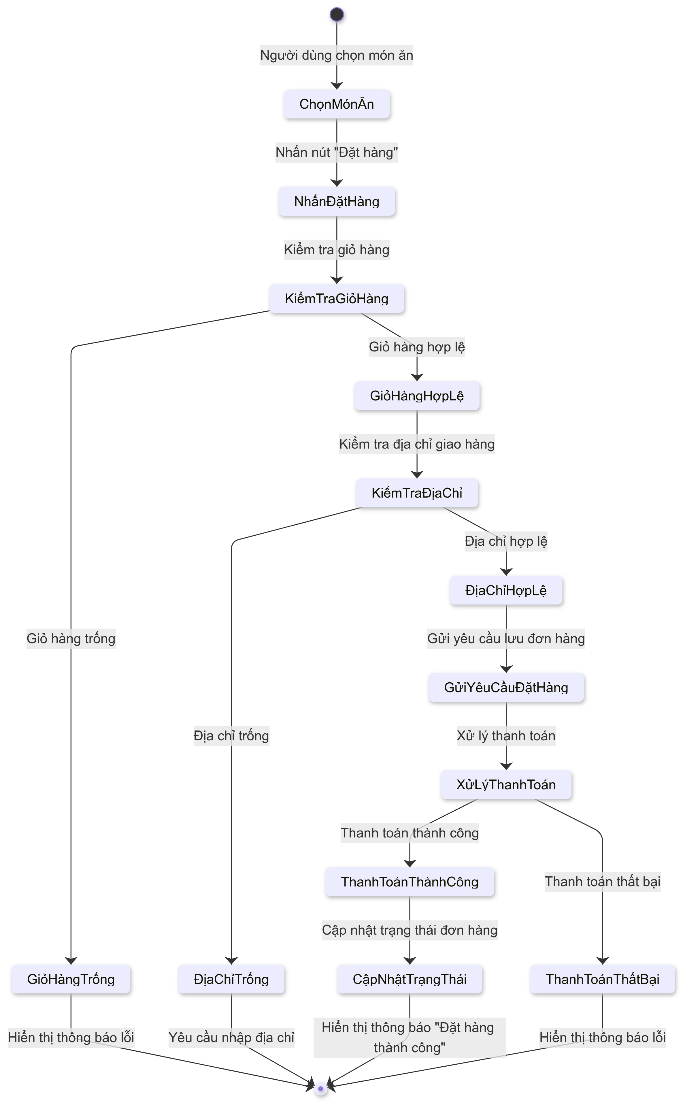 Người dùng chọn món ăn
ChọnMónĂn
Nhấn nút "Đặt hàng"
NhấnĐặtHàng
Kiểm tra giỏ hàng
KiểmTraGiỏHàng
Giỏ hàng hợp lệ
GiỏHàngHợpLệ
Kiểm tra địa chỉ giao hàng
KiểmTraĐịaChỉ
Địa chỉ hợp lệ
ĐịaChỉHợpLệ
Giỏ hàng trống
Gửi yêu cầu lưu đơn hàng
GửiYêuCầuĐặtHàng
Địa chỉ trống
Xử lý thanh toán
XửLýThanhToán
Thanh toán thành công
ThanhToánThànhCông
Thanh toán thất bại
Cập nhật trạng thái đơn hàng
GiỏHàngTrống
ĐịaChỉTrống
CậpNhậtTrạngThái
ThanhToánThấtBại
Hiển thị thông báo lỗi
Yêu cầu nhập địa chỉ
Hiển thị thông báo "Đặt hàng
thành công"
Hiển thị thông báo lỗi